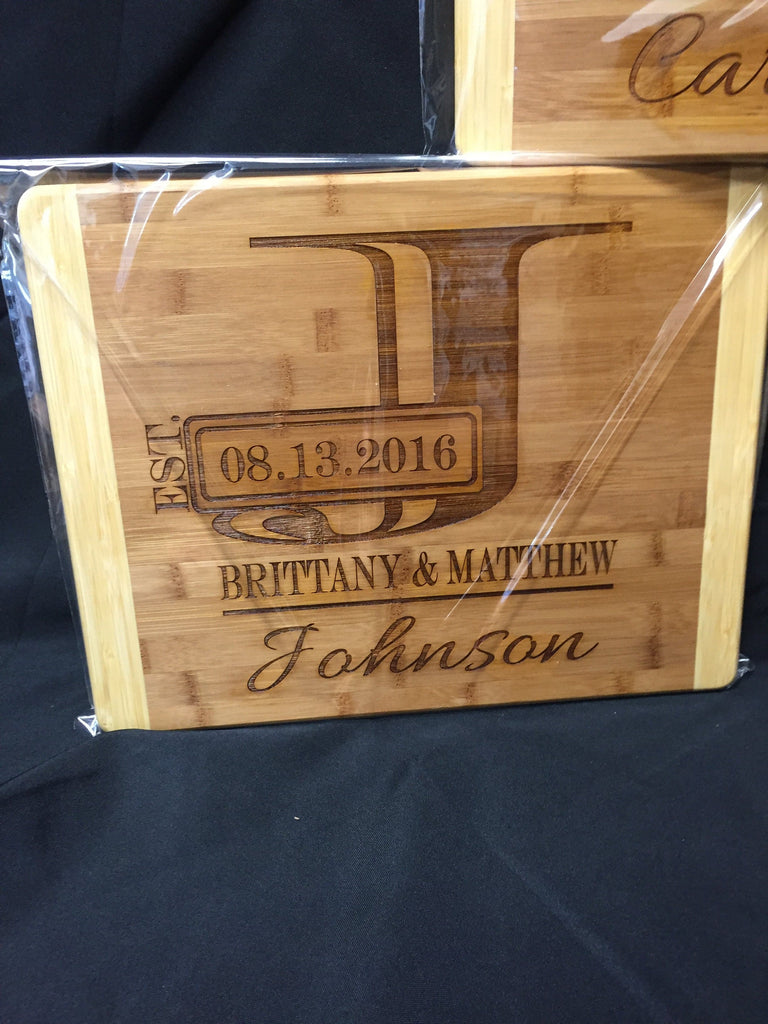 J
EST.
08.13.2016
BRITTANY & MATTHEW
Johnson